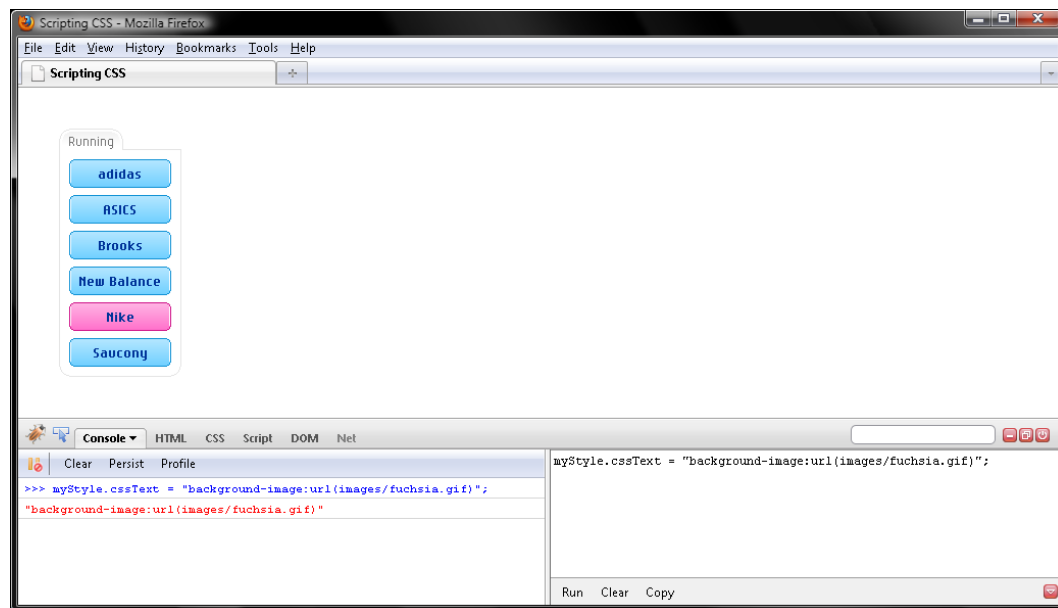 Scripting CSS - Mozilla Firefox
File Edit View History Bookmarks Tools Help
Scripting CSS
Running
adidas
ASICS
Brooks
New Balance
Nike
Saucony
Console HTML CSS Script DOM Net
Clear Persist Profile
>>> myStyle.cssText = "background-image:url(images/fuchsia.gif)";
"background-image:url(images/fuchsia.gif)"
myStyle.cssText = "background-image:url(images/fuchsia.gif)";
Run Clear Copy